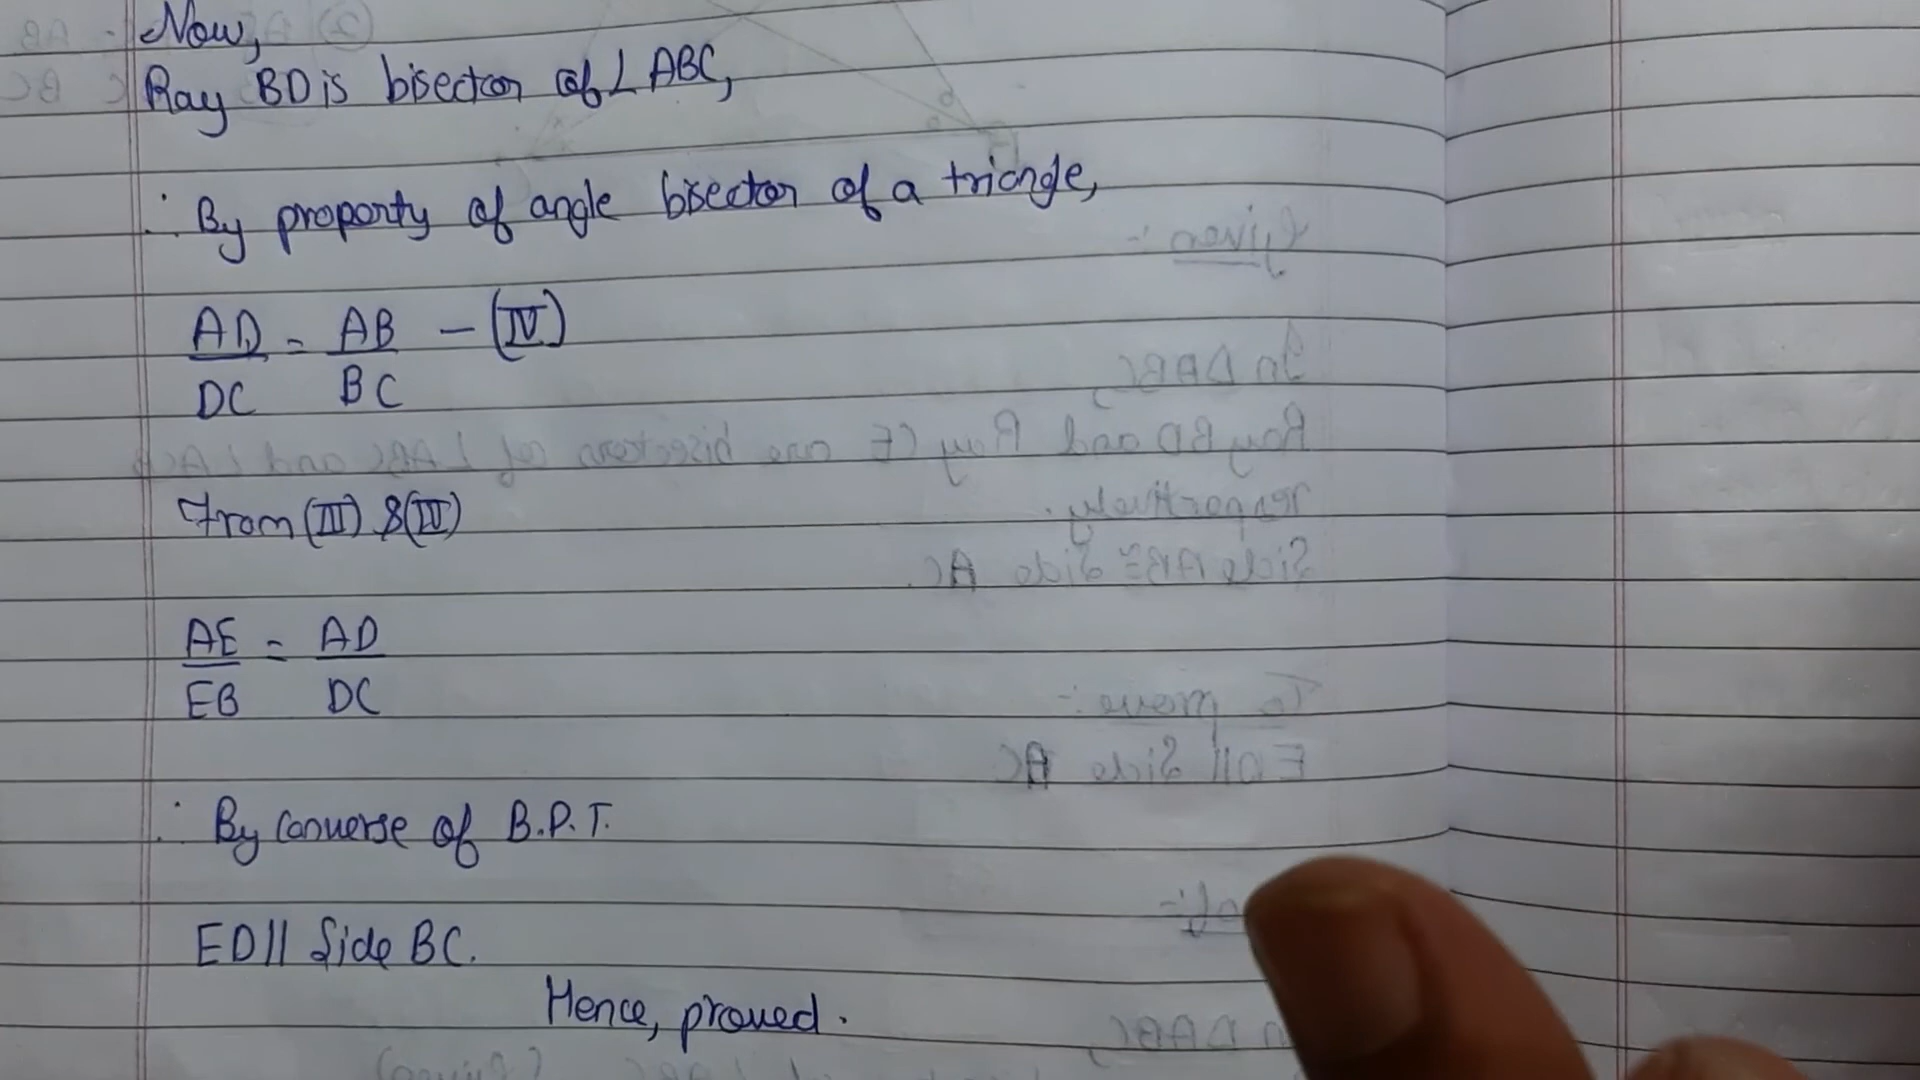 Now,
Ray BD is bisector of ∠ABC,
∴ By property of angle bisector of a triangle,
AD/DC = AB/BC - (IV)
From (III) & (IV)
AE/EB = AD/DC
∴ By Converse of B.P.T.
ED || Side BC.
Hence, proved.